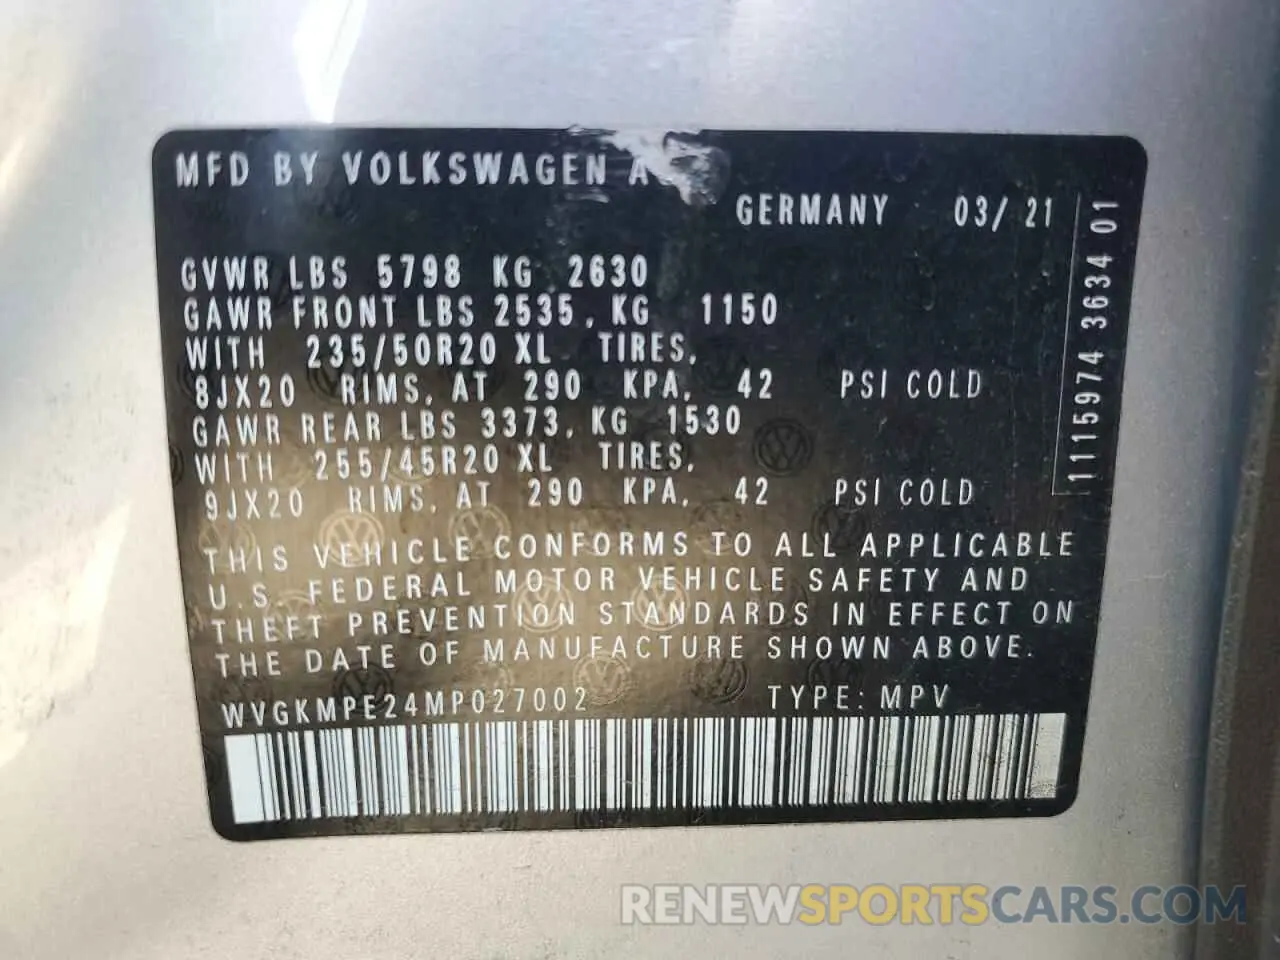 MFD BY VOLKSWAGEN
GERMANY 03/ 21
GVWR LBS 5798 KG 2630
GAWR FRONT LBS 2535, KG 1150
WITH 235/50R20 XL TIRES,
8JX20 RIMS, AT 290 KPA, 42 PSI COLD
GAWR REAR LBS 3373, KG 1530
WITH 255/45R20 XL TIRES,
9JX20 RIMS, AT 290 KPA, 42 PSI COLD
THIS VEHICLE CONFORMS TO ALL APPLICABLE
U.S. FEDERAL MOTOR VEHICLE SAFETY AND
THEFT PREVENTION STANDARDS IN EFFECT ON
THE DATE OF MANUFACTURE SHOWN ABOVE.
WVGKMPE24MP027002 TYPE: MPV
1115974 3634 01
RENEWSPORTSCARS.COM